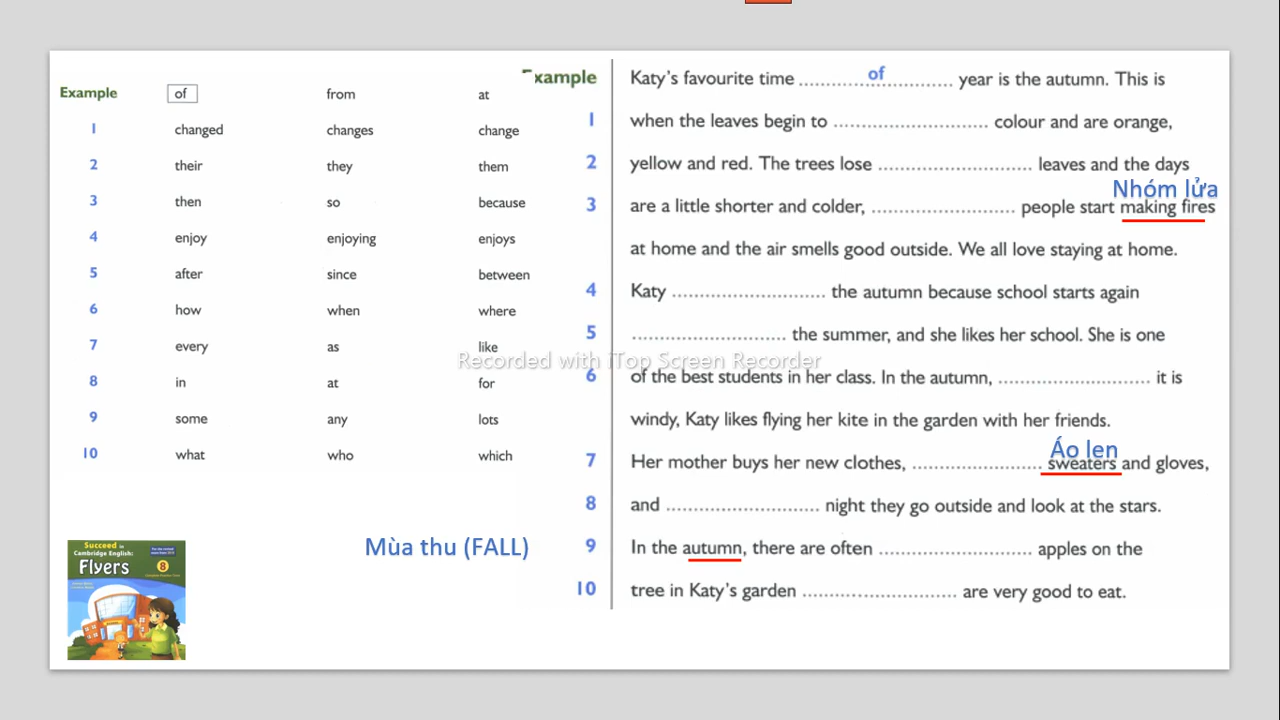 Example of from at
1 changed changes change
2 their they them
3 then so because
4 enjoy enjoying enjoys
5 after since between
6 how when where
7 every as like
8 in at for
9 some any lots
10 what who which
Succeed in
Cambridge English:
Flyers
8
Mùa thu (FALL)
Example Katy's favourite time ............ of ............ year is the autumn. This is
1 when the leaves begin to ............................ colour and are orange,
2 yellow and red. The trees lose ............................ leaves and the days
Nhóm lửa
3 are a little shorter and colder, .......................... people start making fires
at home and the air smells good outside. We all love staying at home.
4 Katy ............................ the autumn because school starts again
5 ............................ the summer, and she likes her school. She is one
Recorded with iTop Screen Recorder
6 of the best students in her class. In the autumn, ............................ it is
windy, Katy likes flying her kite in the garden with her friends.
Áo len
7 Her mother buys her new clothes, ........................ sweaters and gloves,
8 and ............................ night they go outside and look at the stars.
9 In the autumn, there are often ............................ apples on the
10 tree in Katy's garden ............................ are very good to eat.